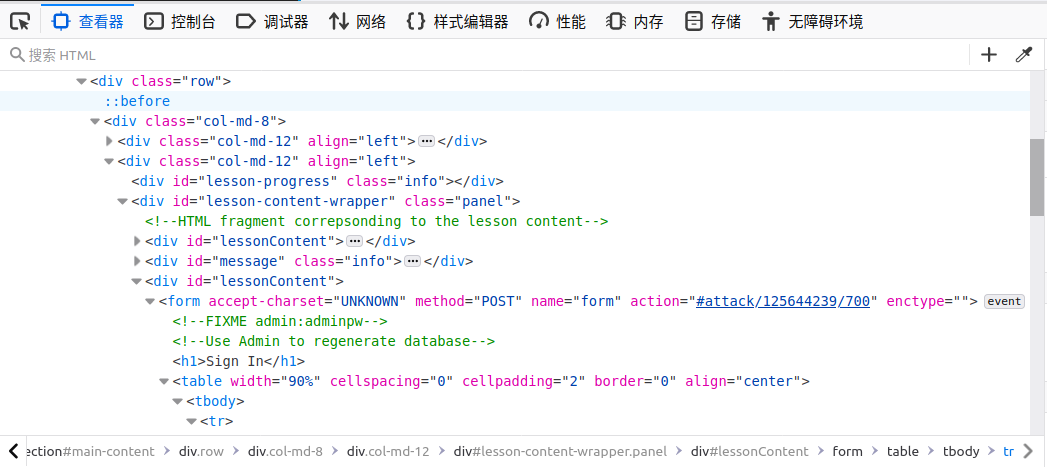 查看器 控制台 调试器 网络 样式编辑器 性能 内存 存储 无障碍环境
搜索 HTML
<div class="row">
::before
<div class="col-md-8">
<div class="col-md-12" align="left"> ••• </div>
<div class="col-md-12" align="left">
<div id="lesson-progress" class="info"></div>
<div id="lesson-content-wrapper" class="panel">
<!--HTML fragment correpsonding to the lesson content-->
<div id="lessonContent"> ••• </div>
<div id="message" class="info"> ••• </div>
<div id="lessonContent">
<form accept-charset="UNKNOWN" method="POST" name="form" action="#attack/125644239/700" enctype=""> event
<!--FIXME admin:adminpw-->
<!--Use Admin to regenerate database-->
<h1>Sign In</h1>
<table width="90%" cellspacing="0" cellpadding="2" border="0" align="center">
<tbody>
<tr>
ection#main-content > div.row > div.col-md-8 > div.col-md-12 > div#lesson-content-wrapper.panel > div#lessonContent > form > table > tbody > tr